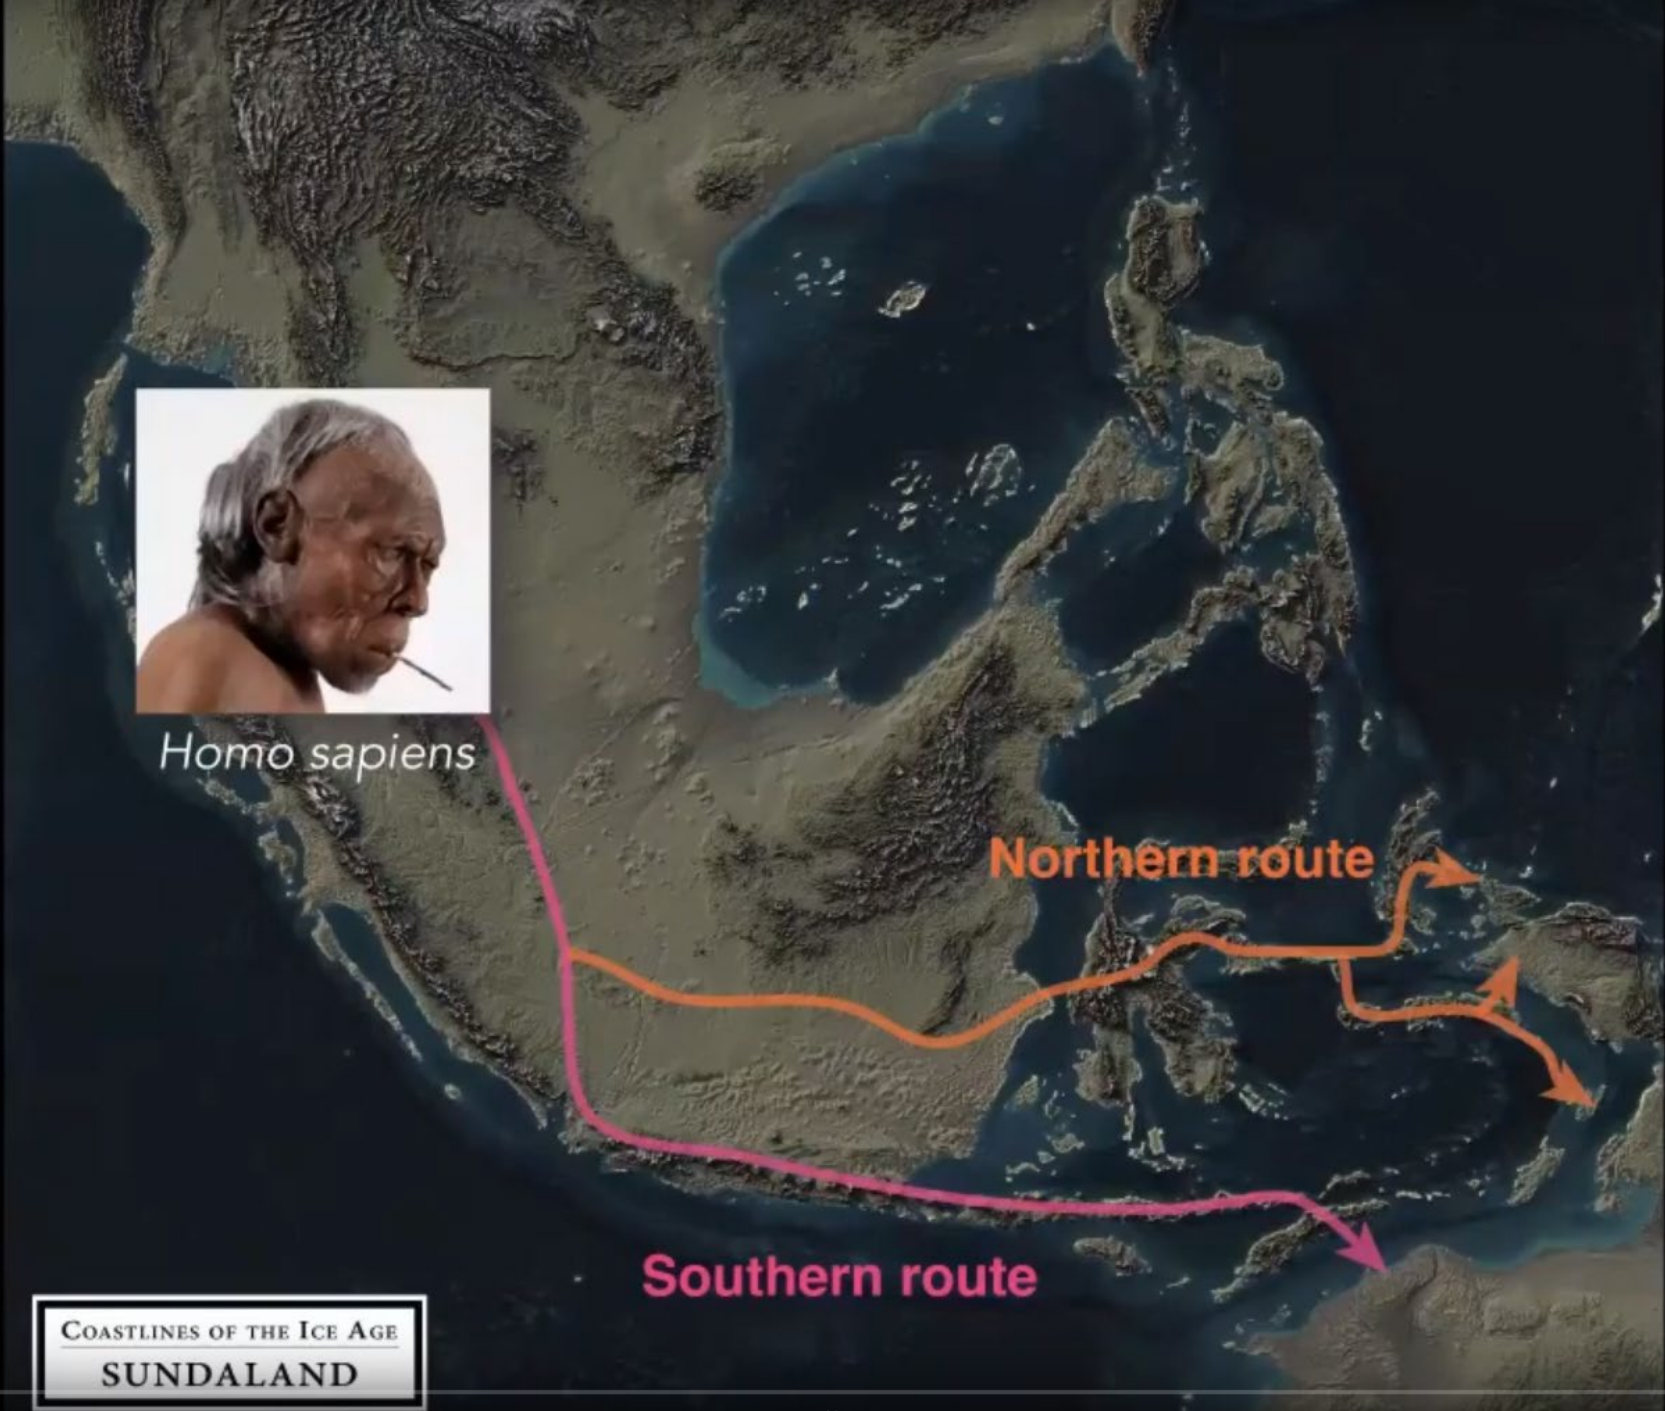 Homo sapiens
Northern route
Southern route
COASTLINES OF THE ICE AGE
SUNDALAND